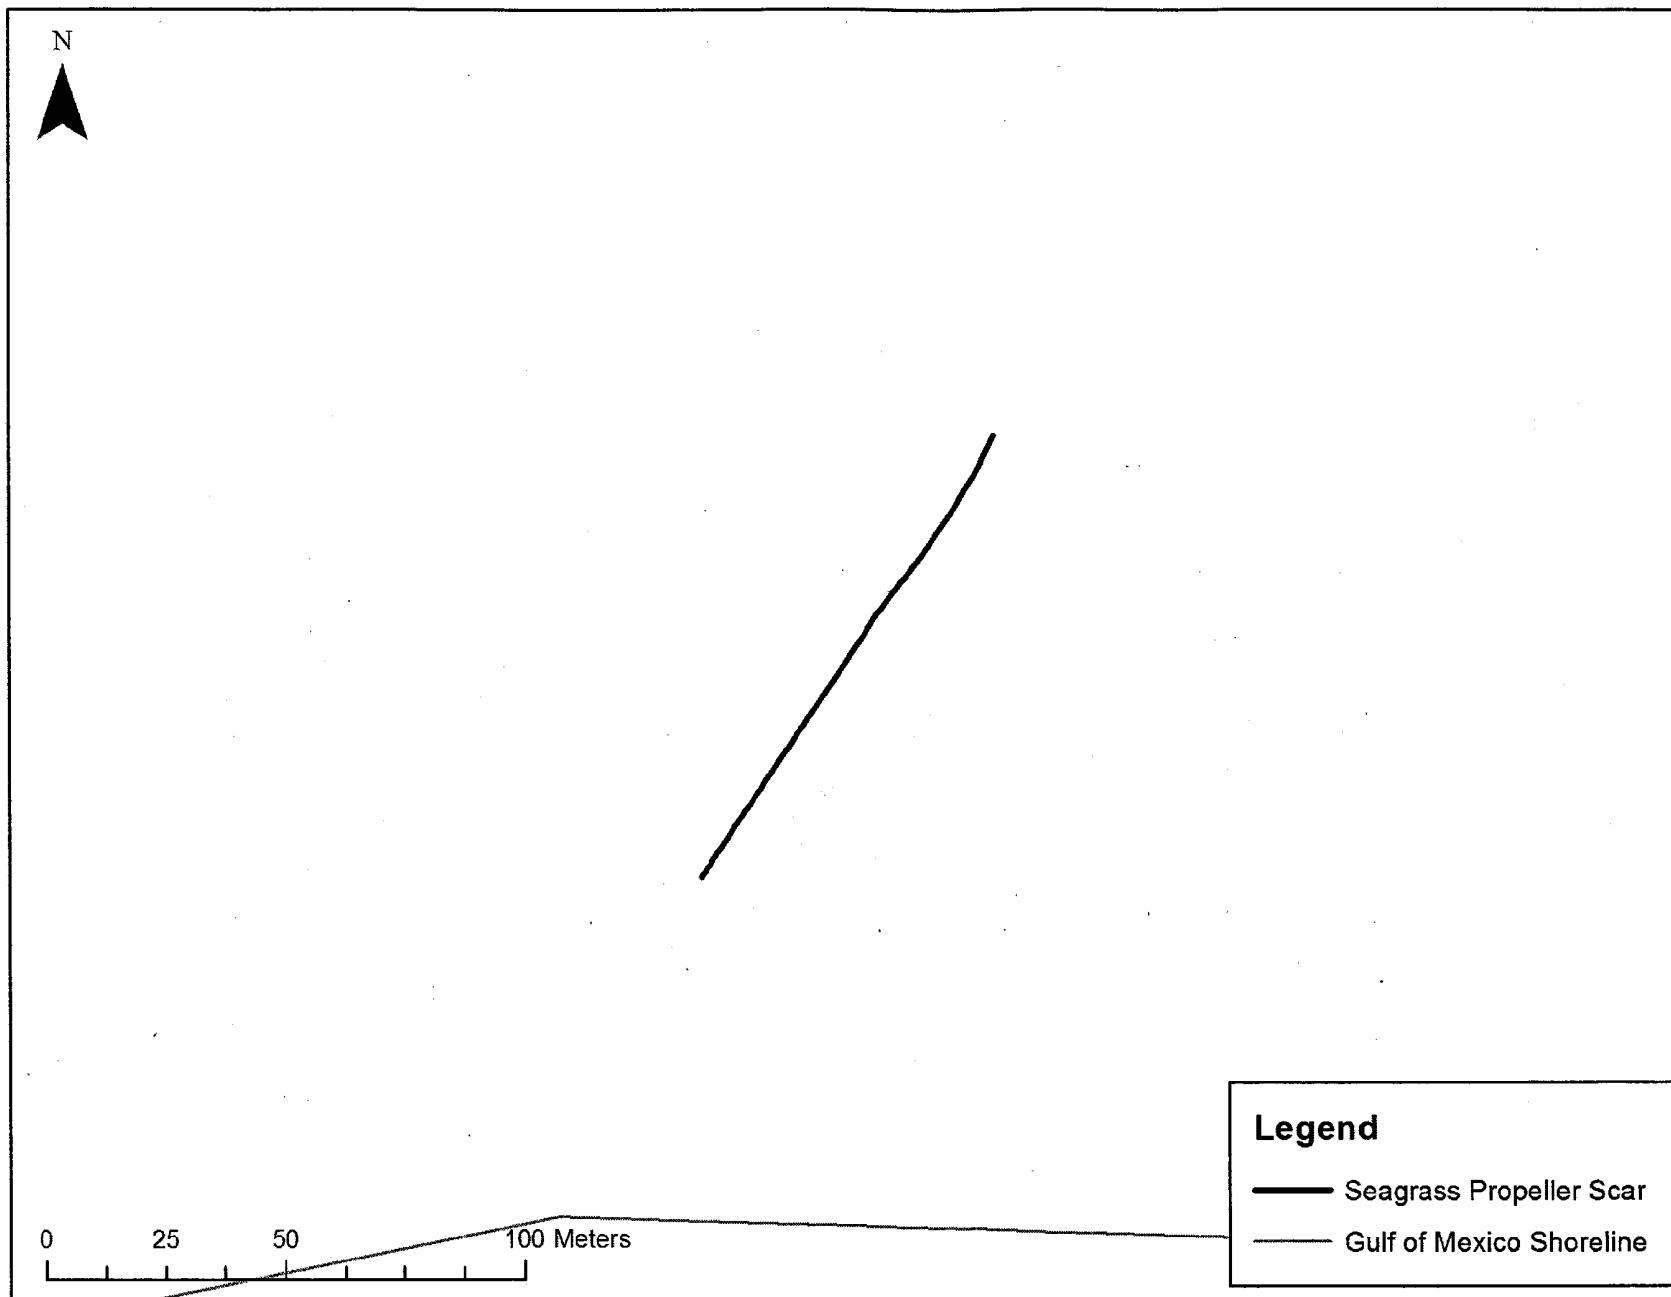 N
Legend
Seagrass Propeller Scar
Gulf of Mexico Shoreline
0 25 50 100 Meters